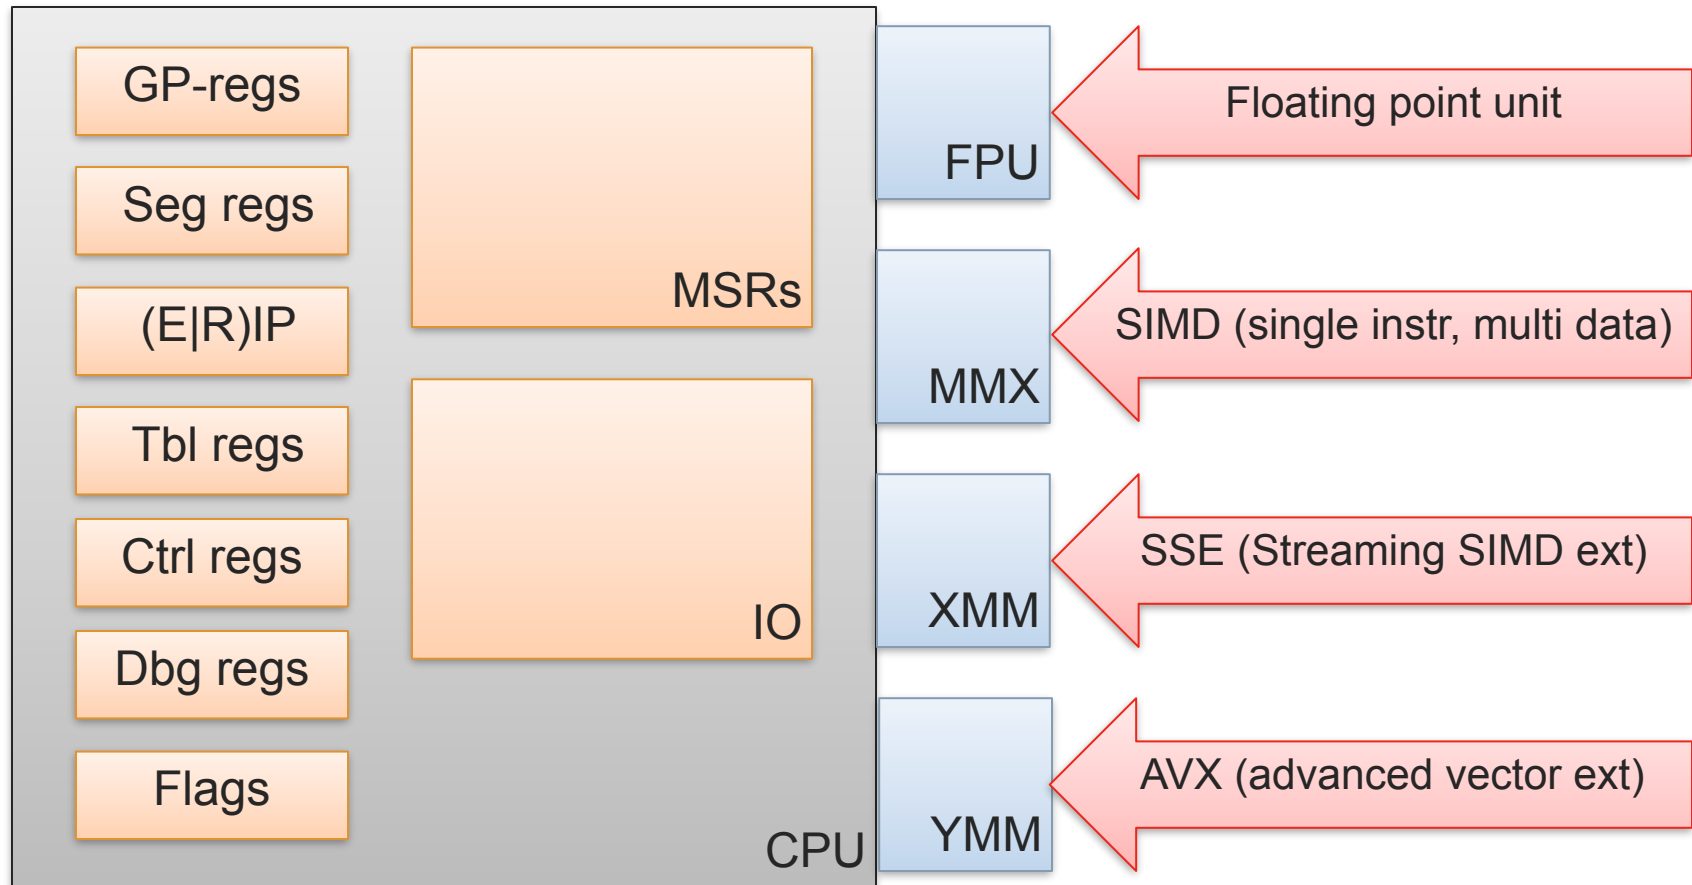 GP-regs
Seg regs
(E|R)IP
Tbl regs
Ctrl regs
Dbg regs
Flags
MSRs
IO
CPU
FPU
MMX
XMM
YMM
Floating point unit
SIMD (single instr, multi data)
SSE (Streaming SIMD ext)
AVX (advanced vector ext)